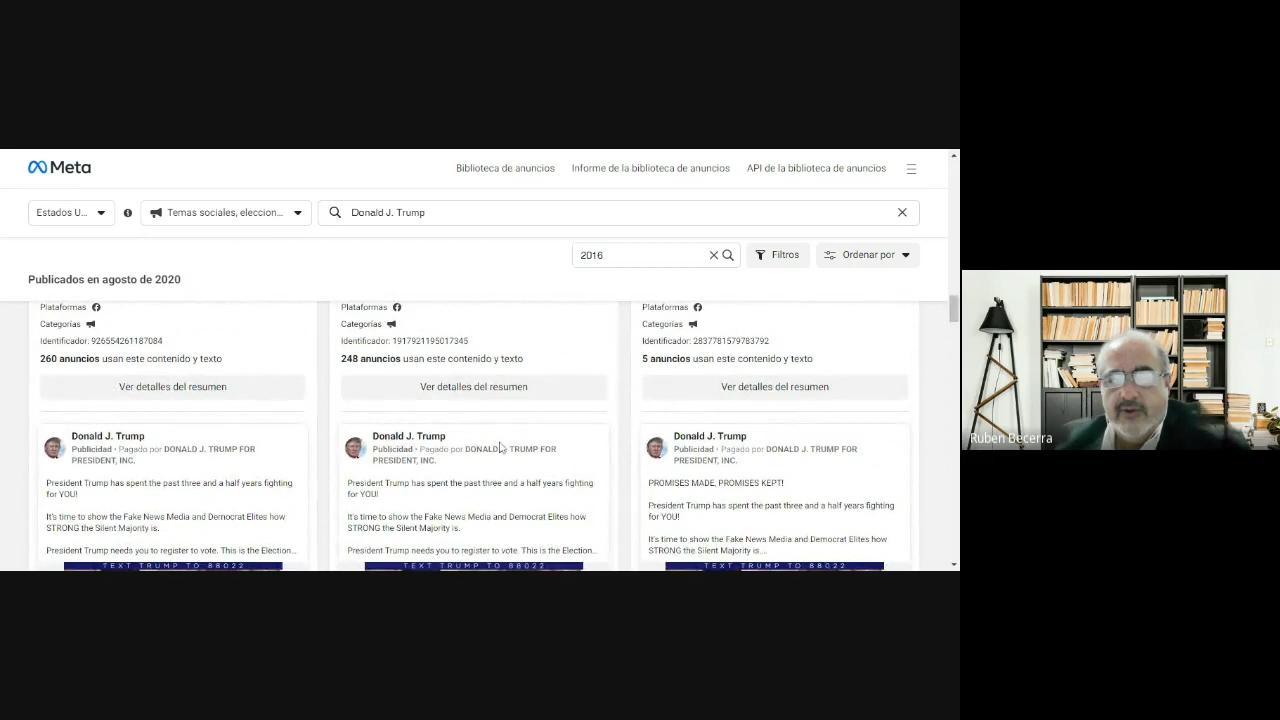 Meta
Biblioteca de anuncios
Informe de la biblioteca de anuncios
API de la biblioteca de anuncios
Estados U...
Temas sociales, eleccion...
Donald J. Trump
2016
Filtros
Ordenar por
Publicados en agosto de 2020
Plataformas
Categorías
Identificador: 926554261187084
260 anuncios usan este contenido y texto
Ver detalles del resumen
Plataformas
Categorías
Identificador: 1917921195017345
248 anuncios usan este contenido y texto
Ver detalles del resumen
Plataformas
Categorías
Identificador: 2837781579783792
5 anuncios usan este contenido y texto
Ver detalles del resumen
Donald J. Trump
Publicidad • Pagado por DONALD J. TRUMP FOR
PRESIDENT, INC.
President Trump has spent the past three and a half years fighting
for YOU!
It's time to show the Fake News Media and Democrat Elites how
STRONG the Silent Majority is.
President Trump needs you to register to vote. This is the Election...
TEXT TRUMP TO 88022
Donald J. Trump
Publicidad • Pagado por DONALD J. TRUMP FOR
PRESIDENT, INC.
President Trump has spent the past three and a half years fighting
for YOU!
It's time to show the Fake News Media and Democrat Elites how
STRONG the Silent Majority is.
President Trump needs you to register to vote. This is the Election...
TEXT TRUMP TO 88022
Donald J. Trump
Publicidad • Pagado por DONALD J. TRUMP FOR
PRESIDENT, INC.
PROMISES MADE, PROMISES KEPT!
President Trump has spent the past three and a half years fighting
for YOU!
It's time to show the Fake News Media and Democrat Elites how
STRONG the Silent Majority is....
TEXT TRUMP TO 88022
Ruben Becerra